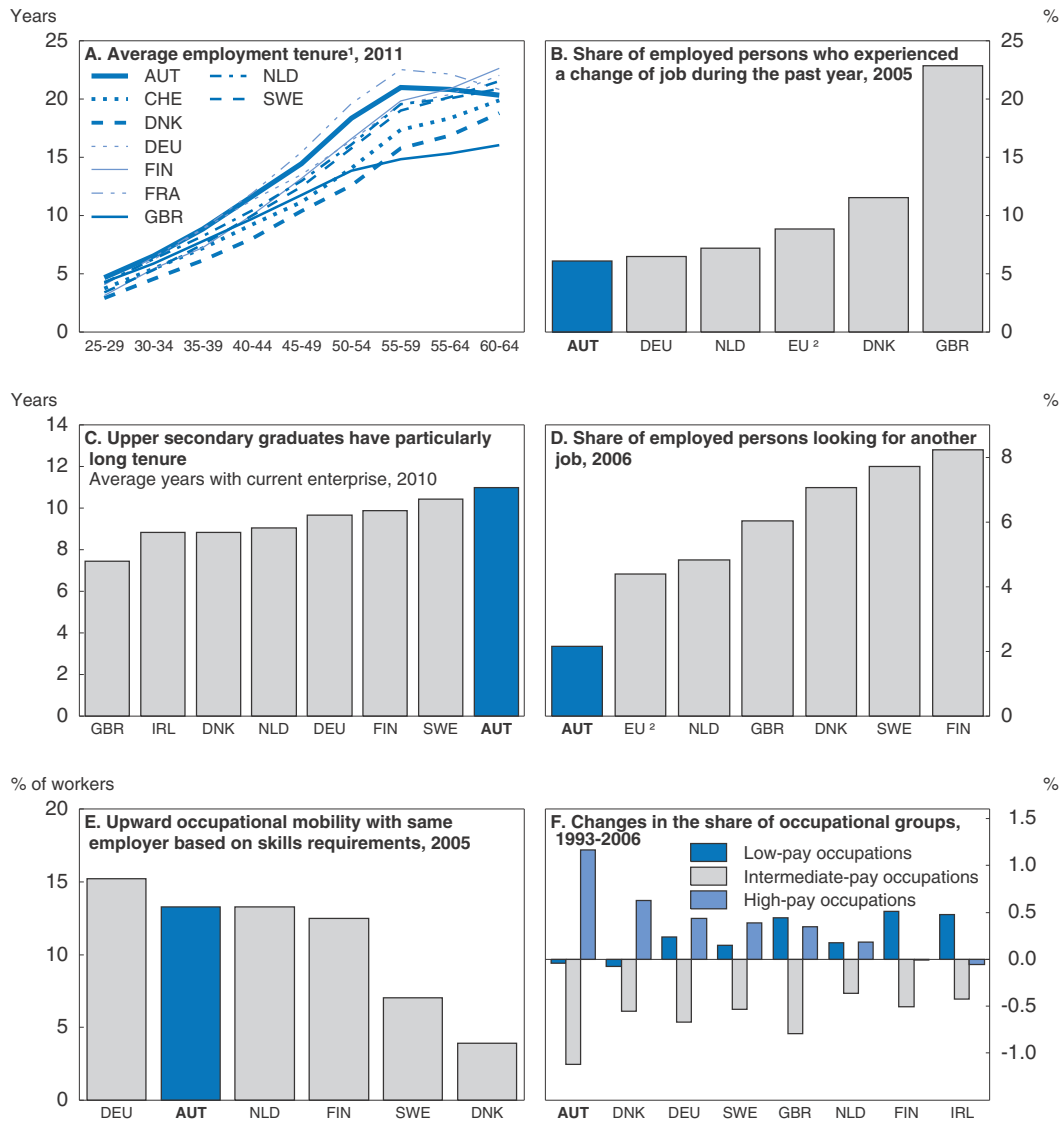 Years
%
A. Average employment tenure¹, 2011
AUT
CHE
DNK
DEU
FIN
FRA
GBR
NLD
SWE
25
20
15
10
5
0
25-29 30-34 35-39 40-44 45-49 50-54 55-59 55-64 60-64
B. Share of employed persons who experienced
a change of job during the past year, 2005
25
20
15
10
5
0
AUT DEU NLD EU ² DNK GBR
Years
%
C. Upper secondary graduates have particularly
long tenure
Average years with current enterprise, 2010
14
12
10
8
6
4
2
0
GBR IRL DNK NLD DEU FIN SWE AUT
D. Share of employed persons looking for another
job, 2006
8
6
4
2
0
AUT EU ² NLD GBR DNK SWE FIN
% of workers
%
E. Upward occupational mobility with same
employer based on skills requirements, 2005
20
15
10
5
0
DEU AUT NLD FIN SWE DNK
F. Changes in the share of occupational groups,
1993-2006
Low-pay occupations
Intermediate-pay occupations
High-pay occupations
1.5
1.0
0.5
0.0
-0.5
-1.0
AUT DNK DEU SWE GBR NLD FIN IRL